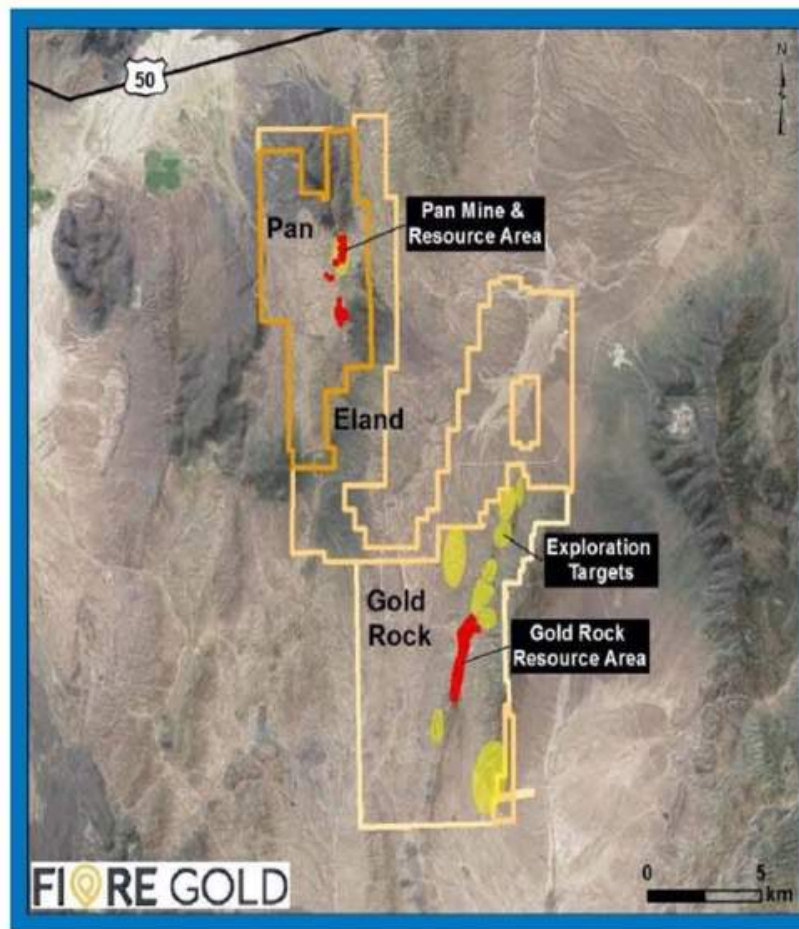 N
50
Pan
Pan Mine &
Resource Area
Eland
Exploration
Targets
Gold
Rock
Gold Rock
Resource Area
FIORE GOLD
0 5
km